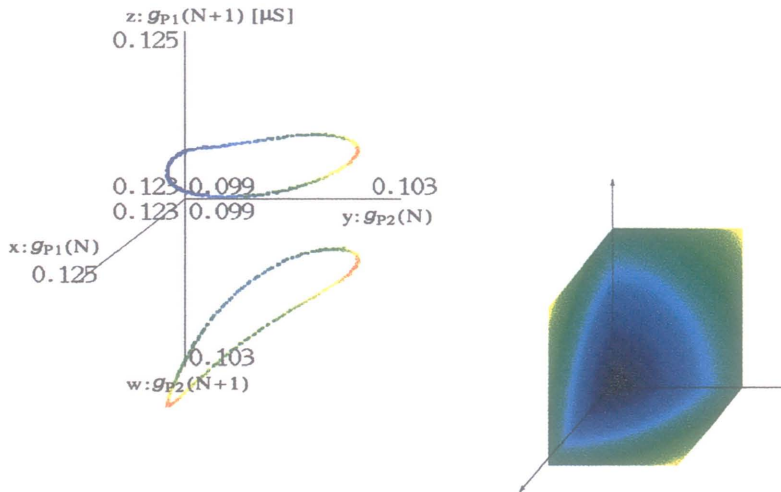 z: gP1(N+1) [µS]
0.125
0.123 0.099 0.103
0.123 0.099
y: gP2(N)
x: gP1(N)
0.125
0.103
w: gP2(N+1)